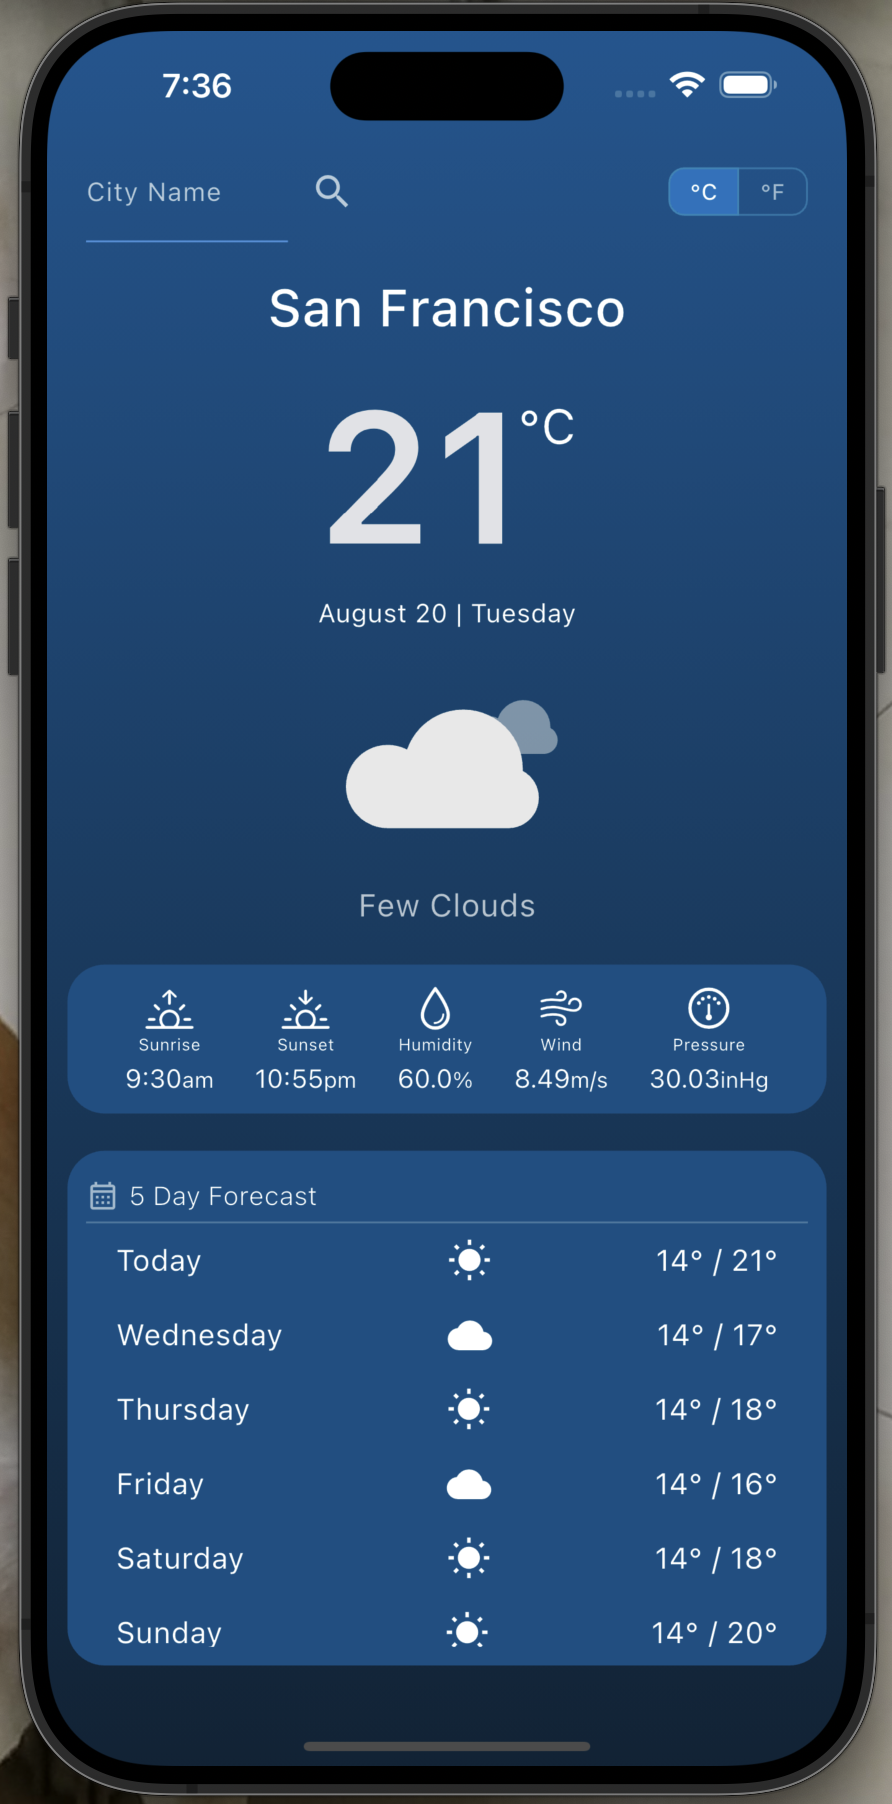 7:36
City Name
°C °F
San Francisco
21°C
August 20 | Tuesday
Few Clouds
Sunrise Sunset Humidity Wind Pressure
9:30am 10:55pm 60.0% 8.49m/s 30.03inHg
5 Day Forecast
Today 14° / 21°
Wednesday 14° / 17°
Thursday 14° / 18°
Friday 14° / 16°
Saturday 14° / 18°
Sunday 14° / 20°